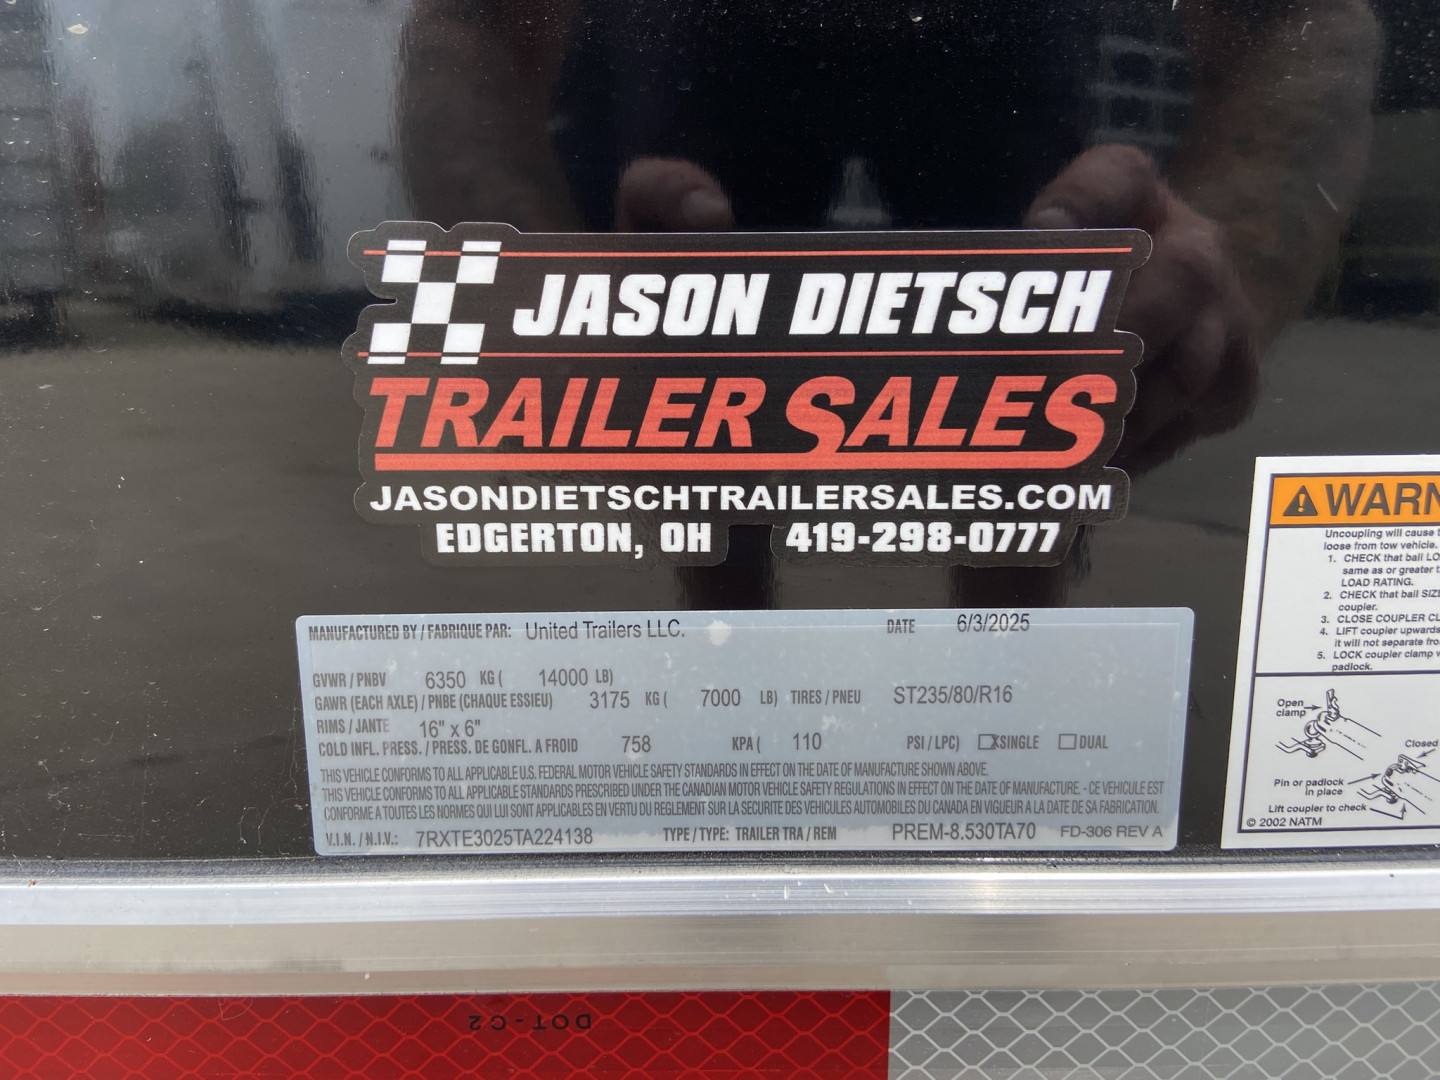 JASON DIETSCH
TRAILER SALES
JASONDIETSCHTRAILERSALES.COM
EDGERTON, OH 419-298-0777
MANUFACTURED BY / FABRIQUE PAR: United Trailers LLC. DATE 6/3/2025
GVWR / PNBV 6350 KG ( 14000 LB)
GAWR (EACH AXLE) / PNBE (CHAQUE ESSIEU) 3175 KG ( 7000 LB) TIRES / PNEU ST235/80/R16
RIMS / JANTE 16" x 6"
COLD INFL. PRESS. / PRESS. DE GONFL. A FROID 758 KPA ( 110 PSI / LPC) X SINGLE DUAL
THIS VEHICLE CONFORMS TO ALL APPLICABLE U.S. FEDERAL MOTOR VEHICLE SAFETY STANDARDS IN EFFECT ON THE DATE OF MANUFACTURE SHOWN ABOVE.
THIS VEHICLE CONFORMS TO ALL APPLICABLE STANDARDS PRESCRIBED UNDER THE CANADIAN MOTOR VEHICLE SAFETY REGULATIONS IN EFFECT ON THE DATE OF MANUFACTURE. - CE VEHICULE EST
CONFORME A TOUTES LES NORMES QUI LUI SONT APPLICABLES EN VERTU DU REGLEMENT SUR LA SECURITE DES VEHICULES AUTOMOBILES DU CANADA EN VIGUEUR A LA DATE DE SA FABRICATION.
V.I.N. / N.I.V.: 7RXTE3025TA224138 TYPE / TYPE: TRAILER TRA / REM PREM-8.530TA70 FD-306 REV A
WARN
Uncoupling will cause
loose from tow vehicle.
1. CHECK that ball LO
same as or greater
LOAD RATING.
2. CHECK that ball SIZ
coupler.
3. CLOSE COUPLER CL
4. LIFT coupler upwards
it will not separate fro
5. LOCK coupler clamp
padlock.
Open
clamp
Closed
Pin or padlock
in place
Lift coupler to check
© 2002 NATM
DOT-C2